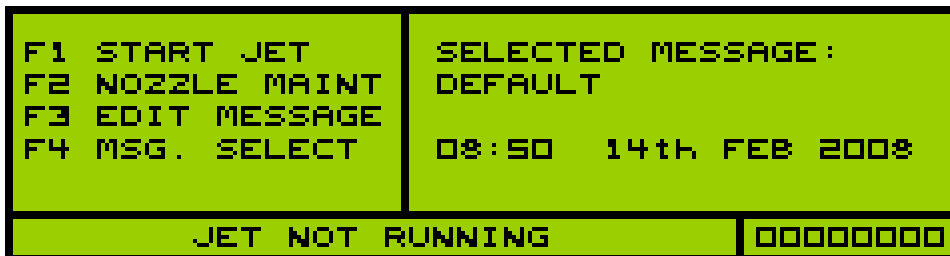 F1 START JET
F2 NOZZLE MAINT
F3 EDIT MESSAGE
F4 MSG. SELECT
SELECTED MESSAGE:
DEFAULT
08:50 14th FEB 2008
JET NOT RUNNING
00000000